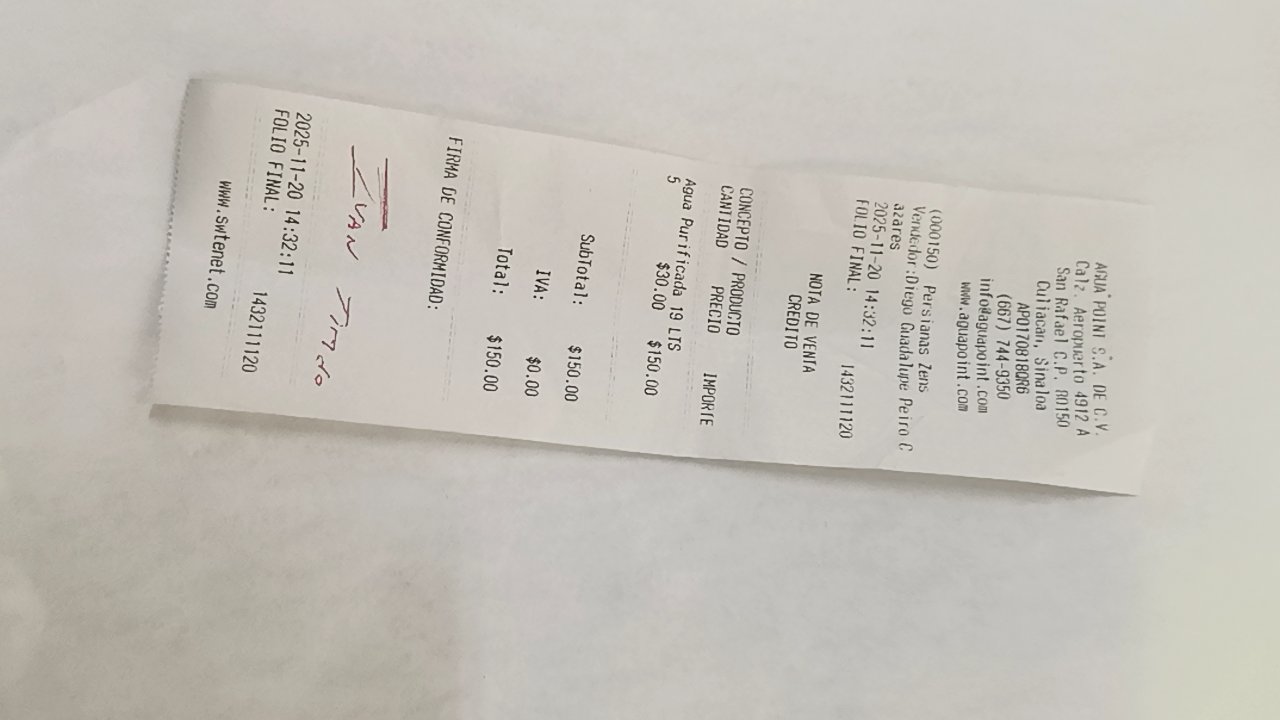 AGUA POINT S.A. DE C.V.
Calz. Aeropuerto 4912 A
San Rafael C.P. 80150
Culiacan, Sinaloa
APO170818QR6
(667) 744-9350
info@aguapoint.com
www.aguapoint.com
(000150) Persianas Zens
Vendedor:Diego Guadalupe Peiro C
azares
2025-11-20 14:32:11
FOLIO FINAL: 1432111120
NOTA DE VENTA
CREDITO
CONCEPTO / PRODUCTO
CANTIDAD PRECIO IMPORTE
Agua Purificada 19 LTS
5 $30.00 $150.00
SubTotal: $150.00
IVA: $0.00
Total: $150.00
FIRMA DE CONFORMIDAD:
IVAN
2025-11-20 14:32:11
FOLIO FINAL: 1432111120
www.swtenet.com